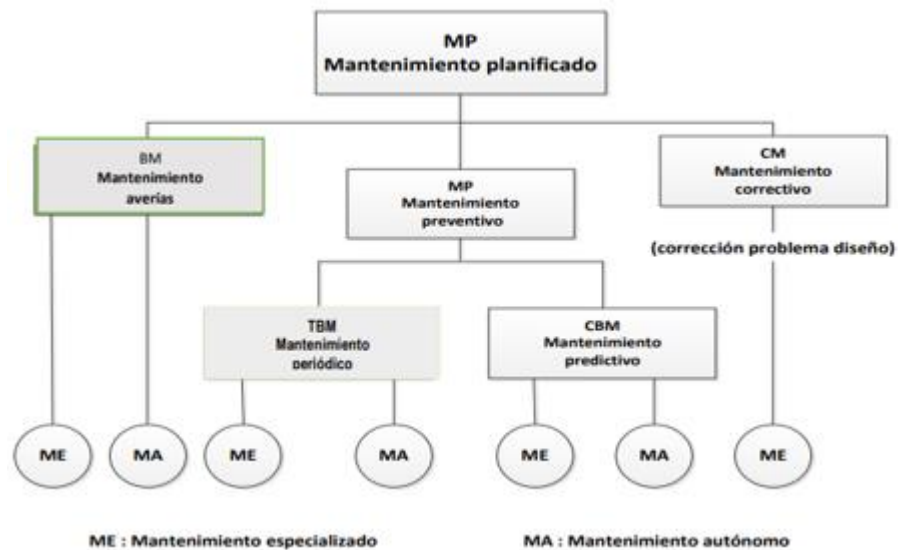 MP
Mantenimiento planificado
BM
Mantenimiento
averías
MP
Mantenimiento
preventivo
CM
Mantenimiento
correctivo
(corrección problema diseño)
TBM
Mantenimiento
periódico
CBM
Mantenimiento
predictivo
ME
MA
ME
MA
ME
MA
ME
ME : Mantenimiento especializado
MA : Mantenimiento autónomo